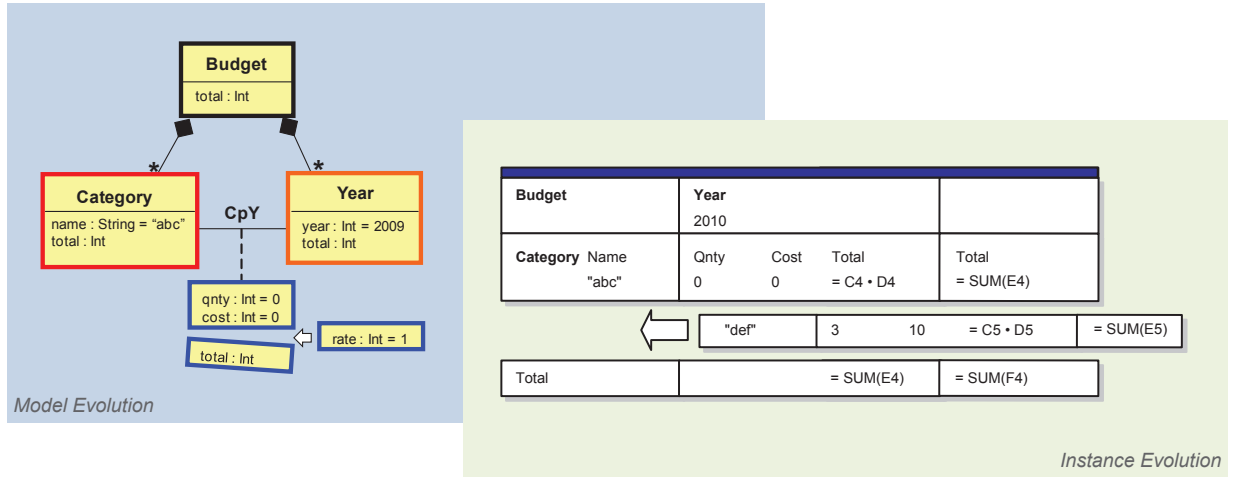 Budget
total : Int
*
*
Category
name : String = “abc”
total : Int
CpY
Year
year : Int = 2009
total : Int
qnty : Int = 0
cost : Int = 0
rate : Int = 1
total : Int
Model Evolution
Budget Year
2010
Category Name Qnty Cost Total Total
"abc" 0 0 = C4 • D4 = SUM(E4)
"def" 3 10 = C5 • D5 = SUM(E5)
Total = SUM(E4) = SUM(F4)
Instance Evolution